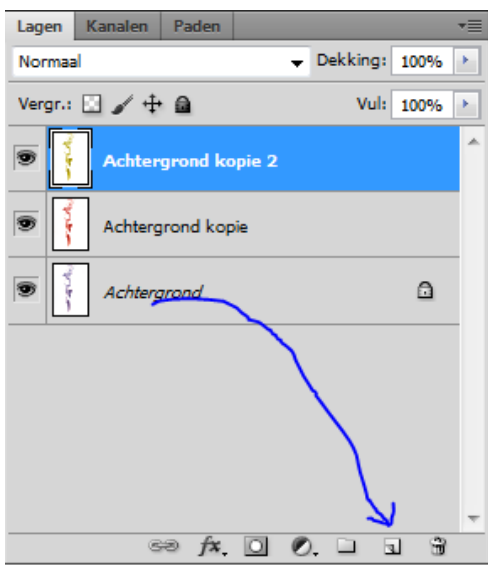 Lagen Kanalen Paden
Normaal Dekking: 100%
Vergr.: Vul: 100%
Achtergrond kopie 2
Achtergrond kopie
Achtergrond
fx.